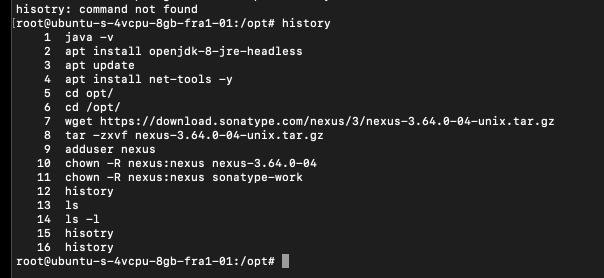 hisotry: command not found
[root@ubuntu-s-4vcpu-8gb-fra1-01:/opt# history
1 java -v
2 apt install openjdk-8-jre-headless
3 apt update
4 apt install net-tools -y
5 cd opt/
6 cd /opt/
7 wget https://download.sonatype.com/nexus/3/nexus-3.64.0-04-unix.tar.gz
8 tar -zxvf nexus-3.64.0-04-unix.tar.gz
9 adduser nexus
10 chown -R nexus:nexus nexus-3.64.0-04
11 chown -R nexus:nexus sonatype-work
12 history
13 ls
14 ls -l
15 hisotry
16 history
root@ubuntu-s-4vcpu-8gb-fra1-01:/opt#